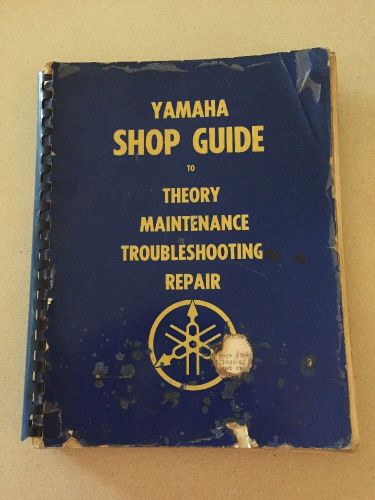 YAMAHA
SHOP GUIDE
TO
THEORY
MAINTENANCE
TROUBLESHOOTING
REPAIR